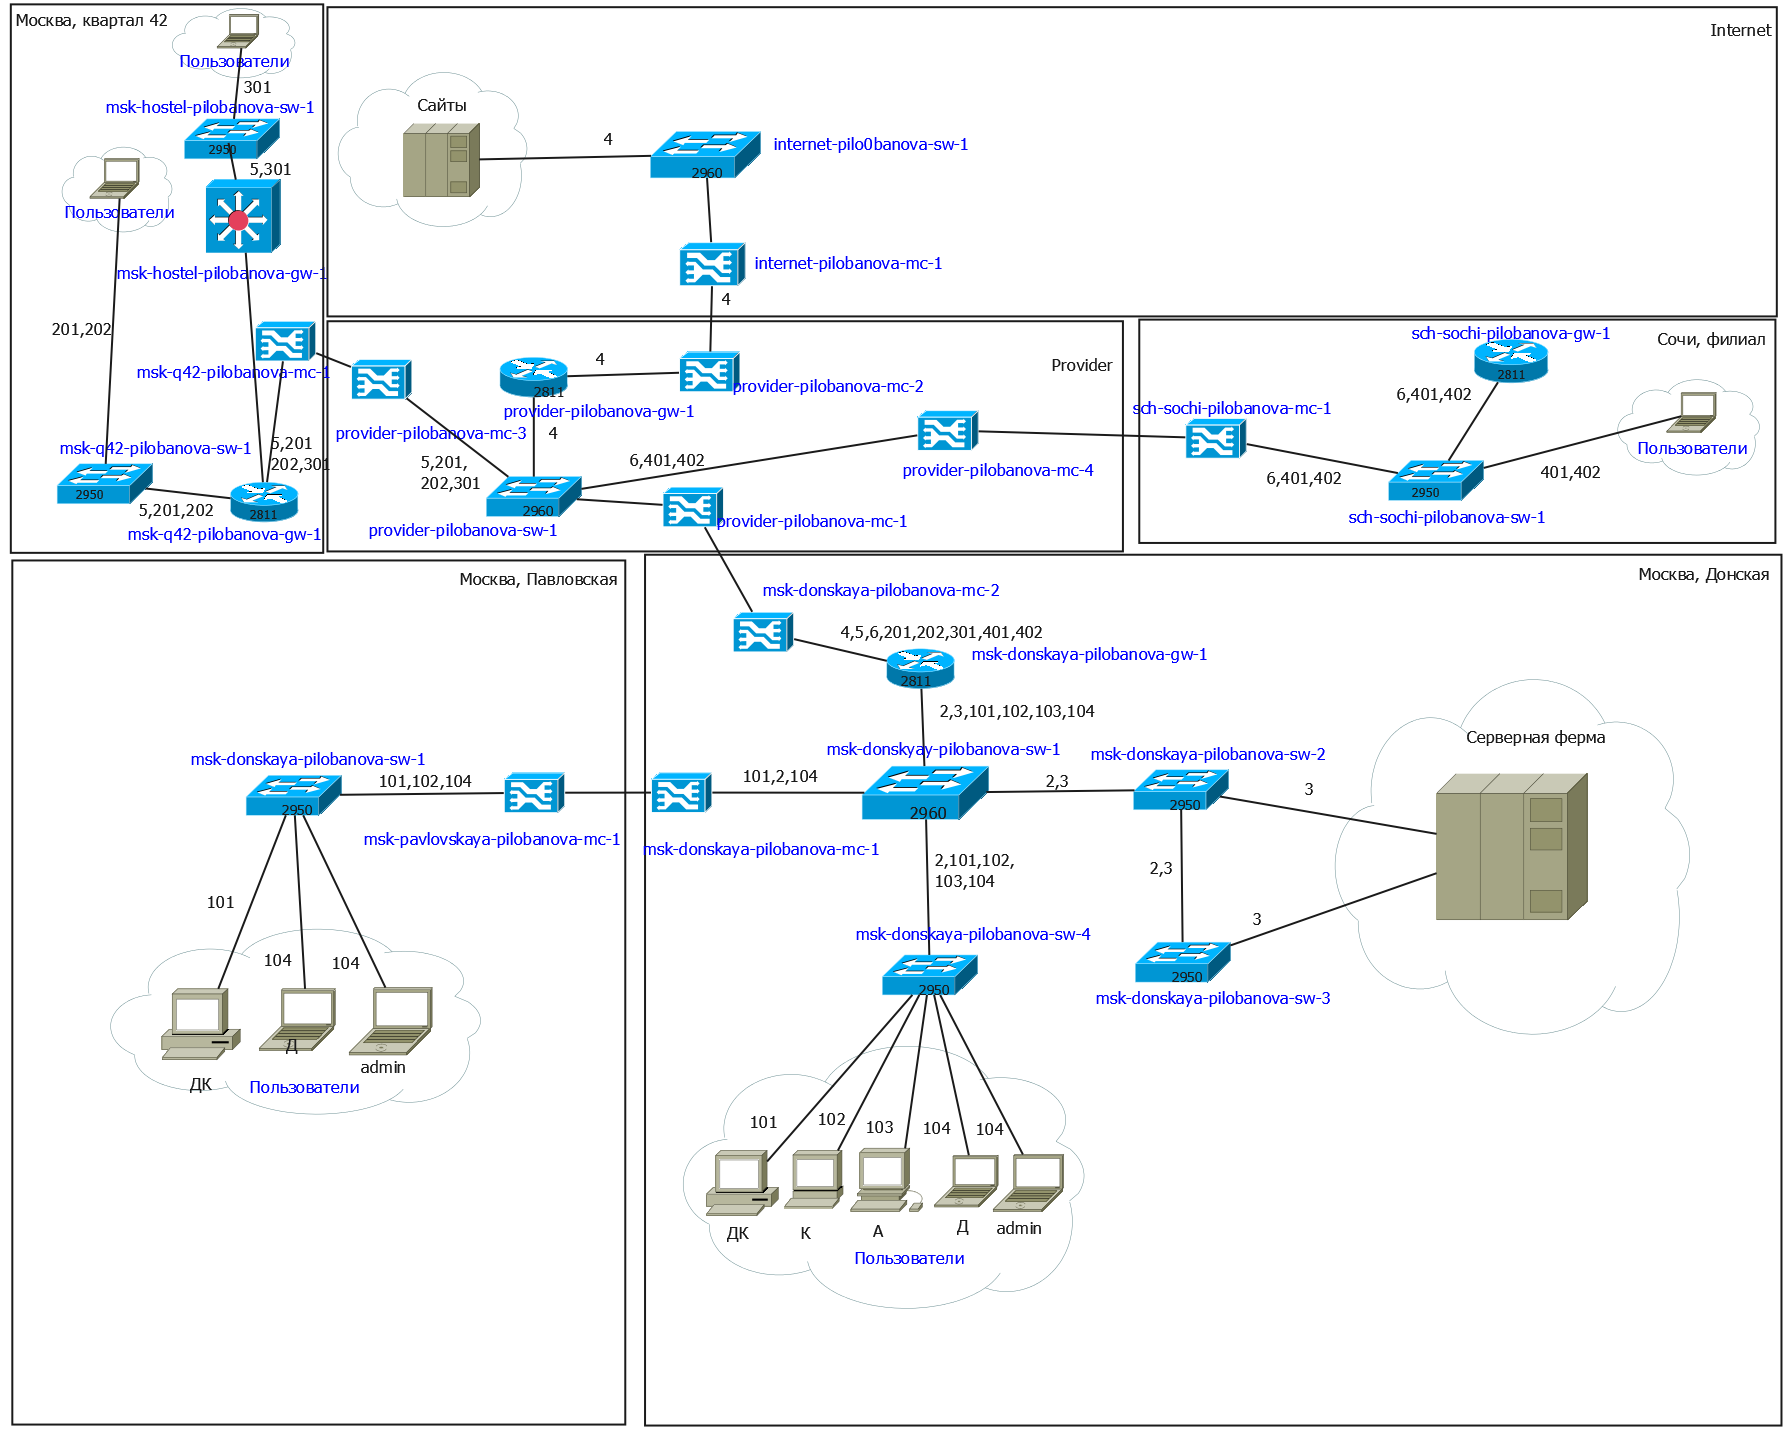 Москва, квартал 42
Пользователи
301
msk-hostel-pilobanova-sw-1
2950
5,301
Пользователи
msk-hostel-pilobanova-gw-1
201,202
msk-q42-pilobanova-mc-1
msk-q42-pilobanova-sw-1
2950
5,201
202,301
5,201,202
2811
msk-q42-pilobanova-gw-1
Internet
Сайты
4
internet-pilo0banova-sw-1
2960
internet-pilobanova-mc-1
4
Provider
4
2811
provider-pilobanova-mc-2
provider-pilobanova-gw-1
4
provider-pilobanova-mc-3
5,201,
202,301
6,401,402
provider-pilobanova-mc-4
2960
provider-pilobanova-sw-1
provider-pilobanova-mc-1
Сочи, филиал
sch-sochi-pilobanova-gw-1
2811
6,401,402
sch-sochi-pilobanova-mc-1
Пользователи
6,401,402
401,402
2950
sch-sochi-pilobanova-sw-1
Москва, Павловская
msk-donskaya-pilobanova-sw-1
2950
101,102,104
msk-pavlovskaya-pilobanova-mc-1
101
104
104
Д
admin
ДК
Пользователи
Москва, Донская
msk-donskaya-pilobanova-mc-2
4,5,6,201,202,301,401,402
msk-donskaya-pilobanova-gw-1
2811
2,3,101,102,103,104
msk-donskyay-pilobanova-sw-1
msk-donskaya-pilobanova-sw-2
Серверная ферма
101,2,104
2960
2,3
2950
3
msk-donskaya-pilobanova-mc-1
2,101,102,
103,104
2,3
3
msk-donskaya-pilobanova-sw-4
2950
2950
msk-donskaya-pilobanova-sw-3
101
102
103
104
104
ДК
К
А
Д
admin
Пользователи